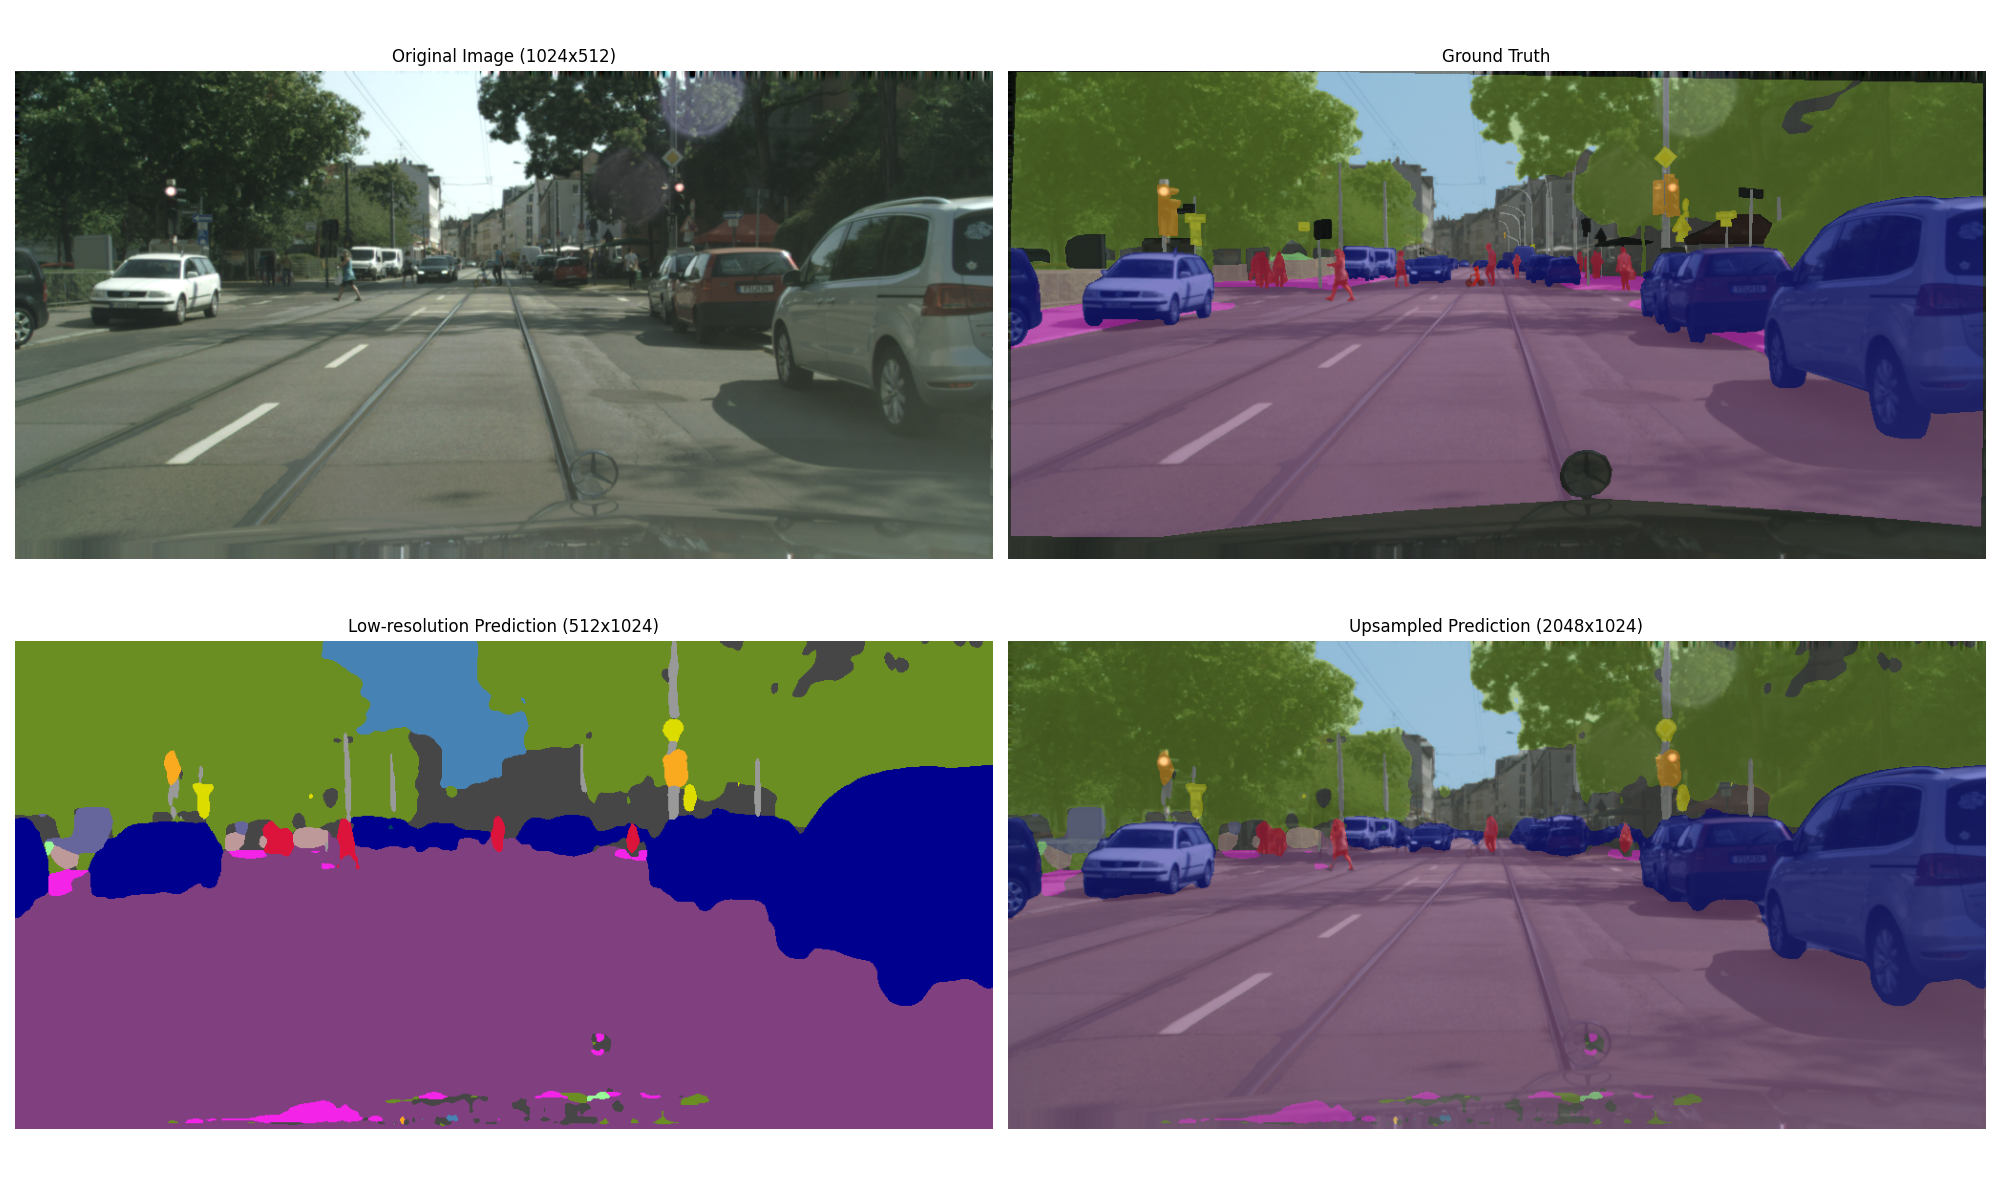 Original Image (1024x512)
Ground Truth
Low-resolution Prediction (512x1024)
Upsampled Prediction (2048x1024)